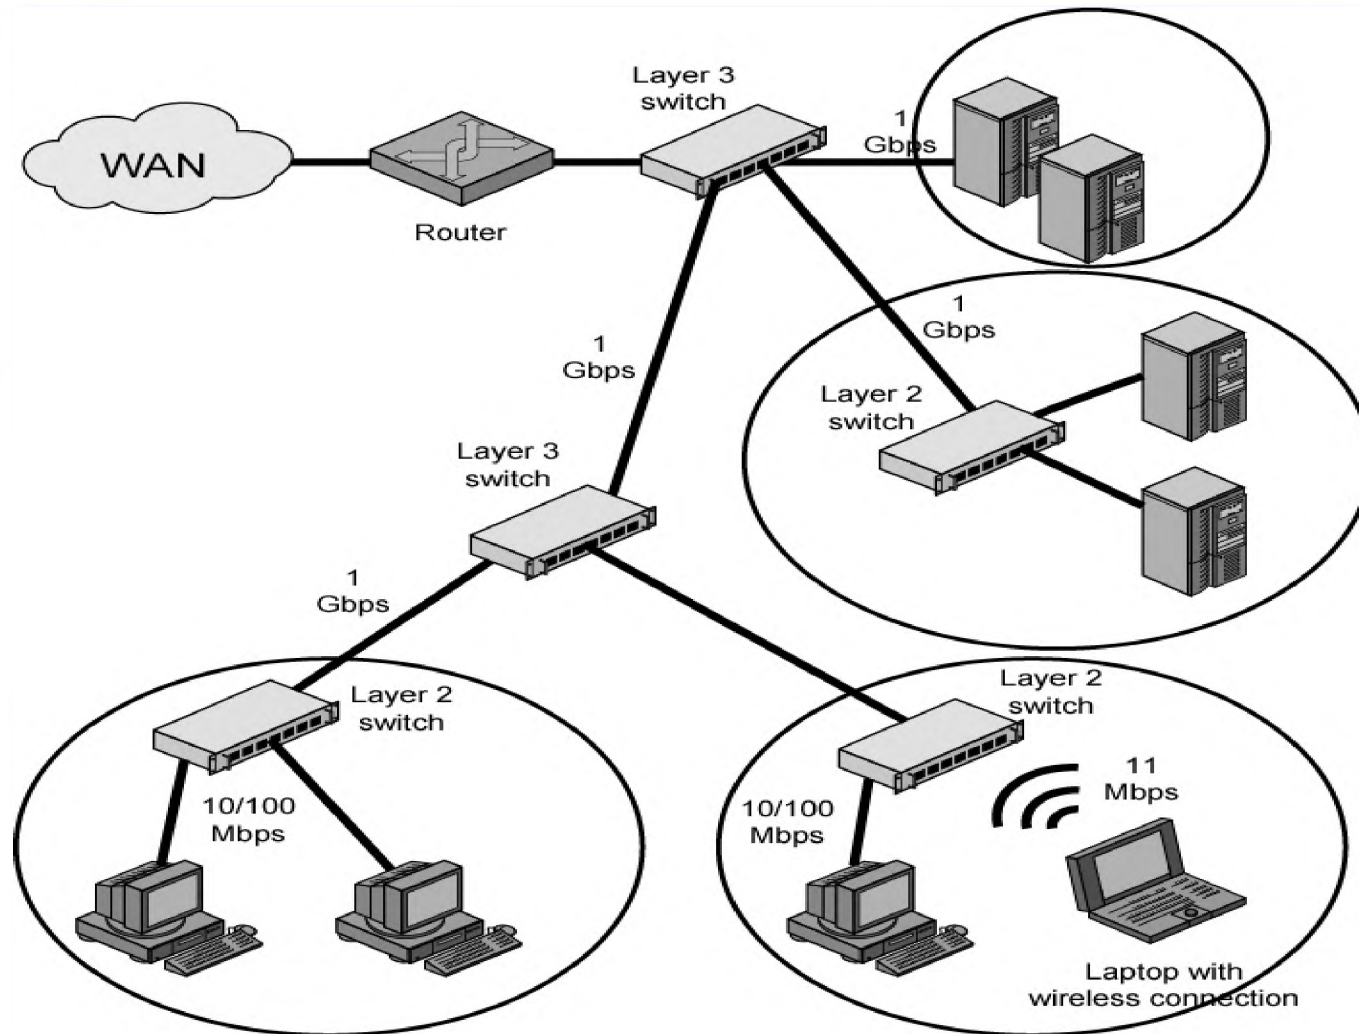 Layer 3
switch
WAN
Router
1
Gbps
1
Gbps
1
Gbps
Layer 2
switch
Layer 3
switch
1
Gbps
Layer 2
switch
10/100
Mbps
Layer 2
switch
11
Mbps
10/100
Mbps
Laptop with
wireless connection